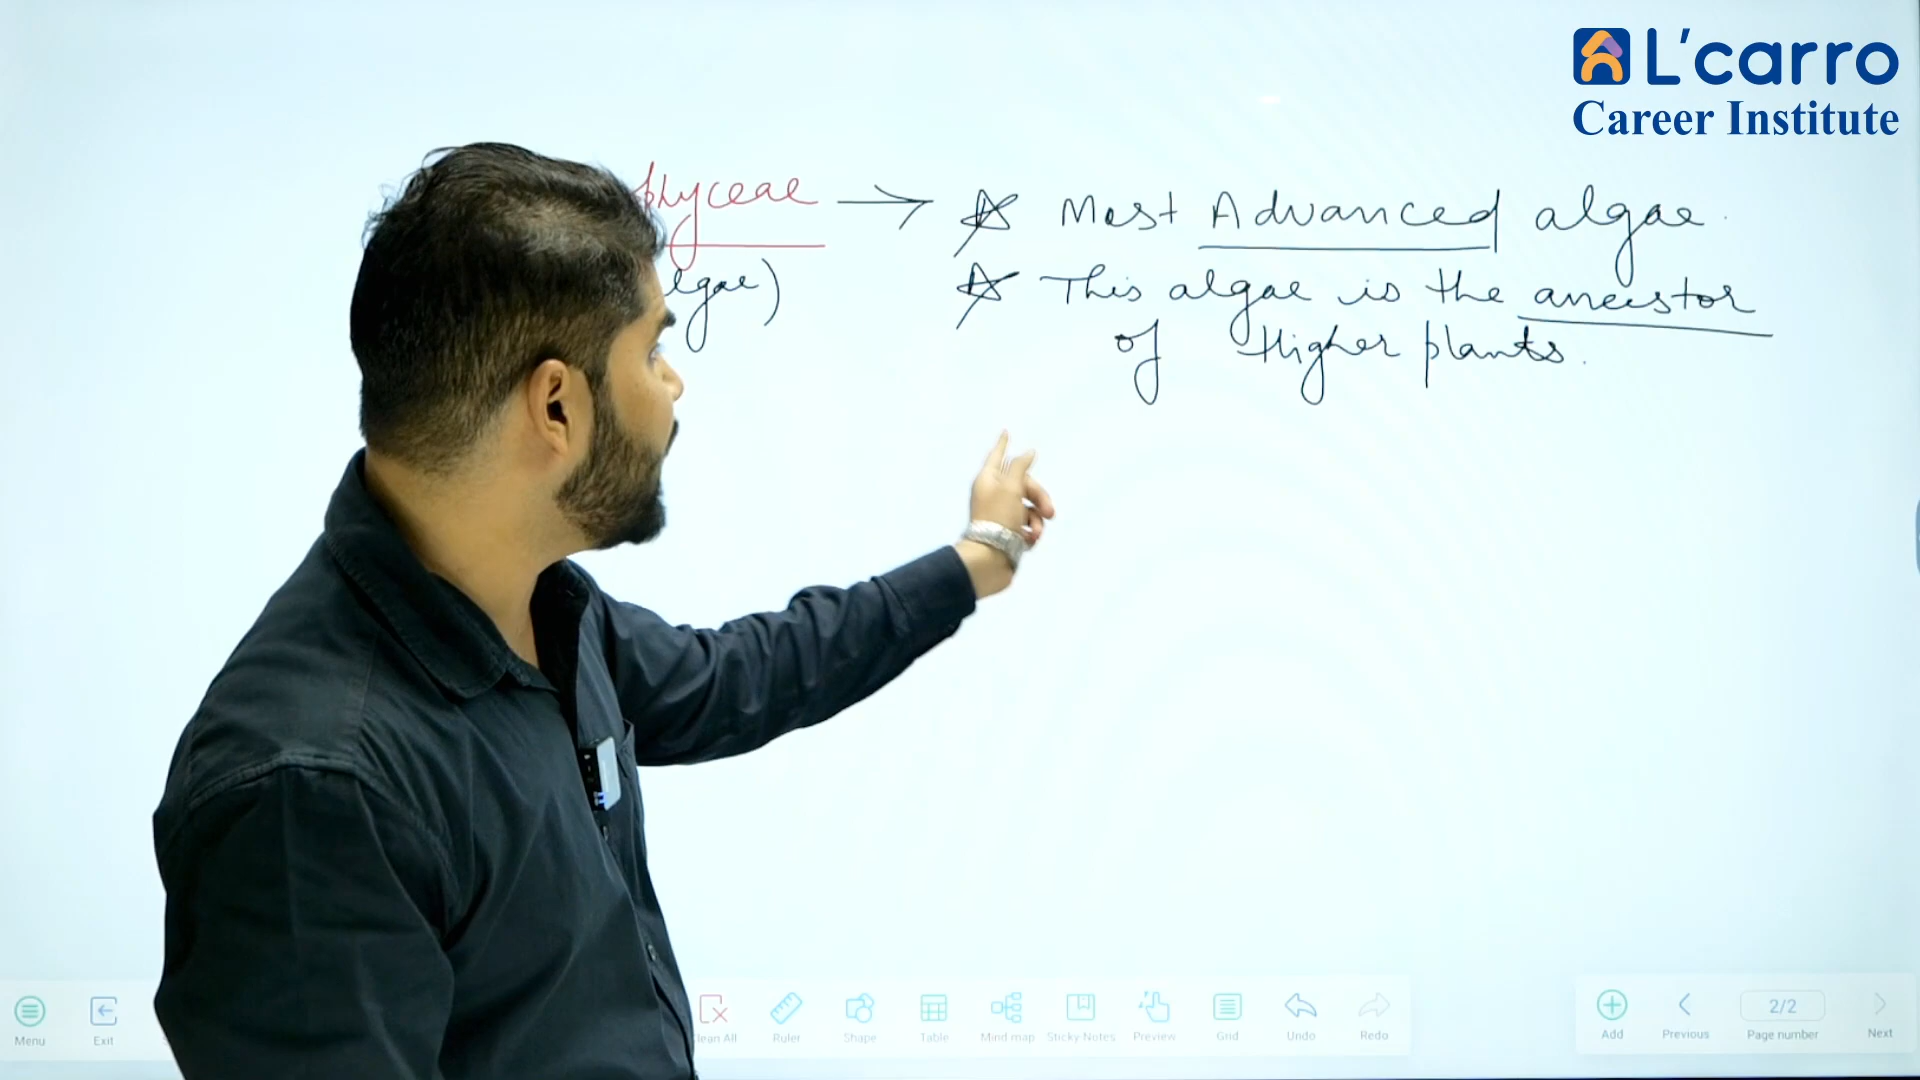 L'carro
Career Institute
phyceae → Most Advanced algae.
lgae) This algae is the ancestor
of Higher plants.
Menu Exit lean All Ruler Shape Table Mind map Sticky Notes Preview Grid Undo Redo Add Previous 2/2 Page number Next